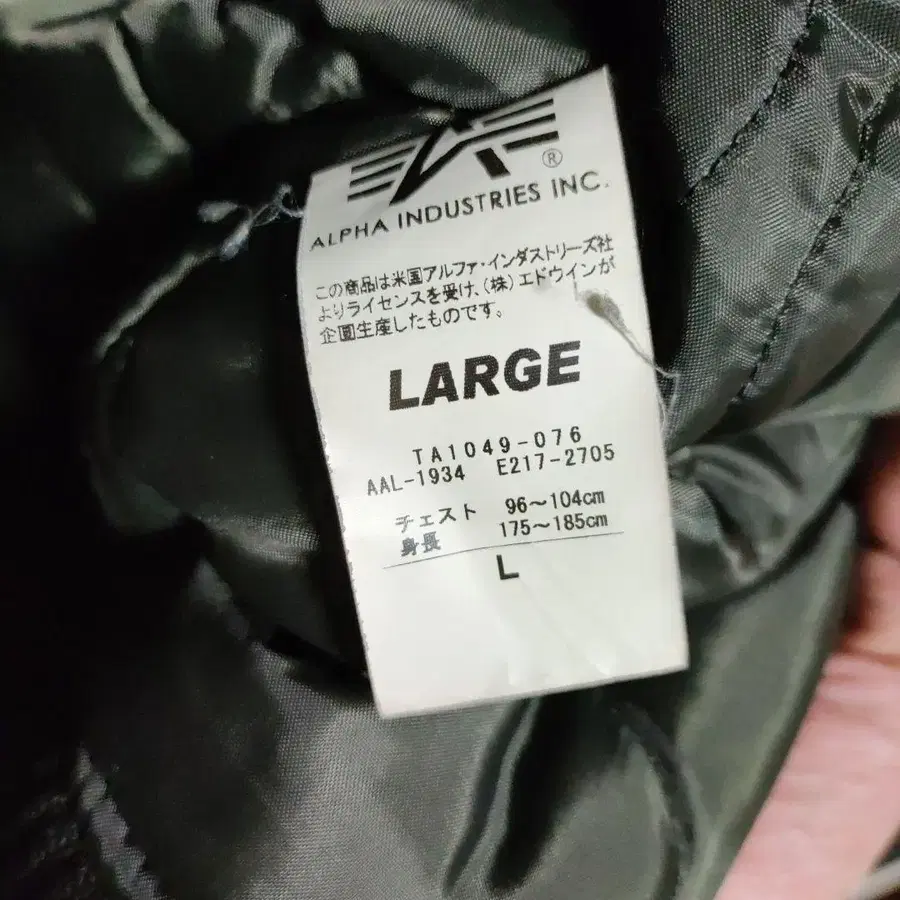 ®
ALPHA INDUSTRIES INC.
この商品は米国アルファ・インダストリーズ社
よりライセンスを受け、(株)エドウインが
企画生産したものです。
LARGE
TA1049-076
AAL-1934 E217-2705
チェスト 96〜104cm
身長 175〜185cm
L